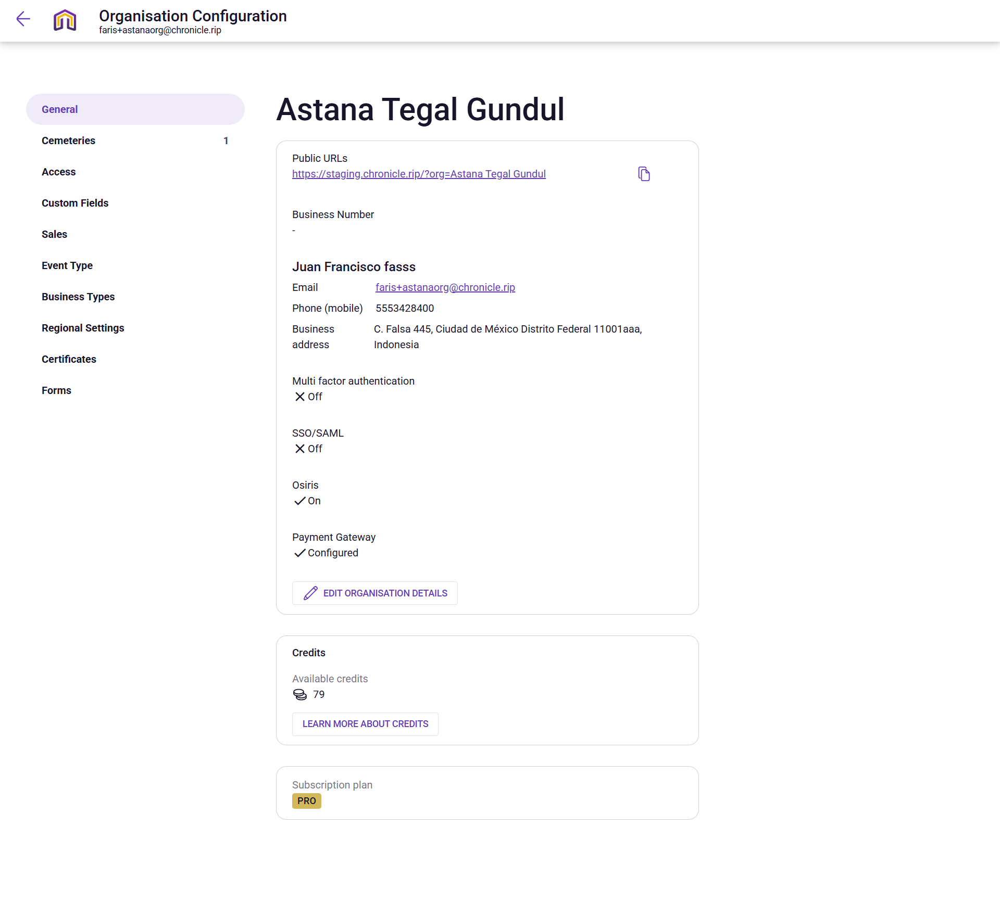 Organisation Configuration
faris+astanaorg@chronicle.rip
General
Cemeteries 1
Access
Custom Fields
Sales
Event Type
Business Types
Regional Settings
Certificates
Forms
Astana Tegal Gundul
Public URLs
https://staging.chronicle.rip/?org=Astana Tegal Gundul
Business Number
-
Juan Francisco fasss
Email faris+astanaorg@chronicle.rip
Phone (mobile) 5553428400
Business address C. Falsa 445, Ciudad de México Distrito Federal 11001aaa,
Indonesia
Multi factor authentication
Off
SSO/SAML
Off
Osiris
On
Payment Gateway
Configured
EDIT ORGANISATION DETAILS
Credits
Available credits
79
LEARN MORE ABOUT CREDITS
Subscription plan
PRO